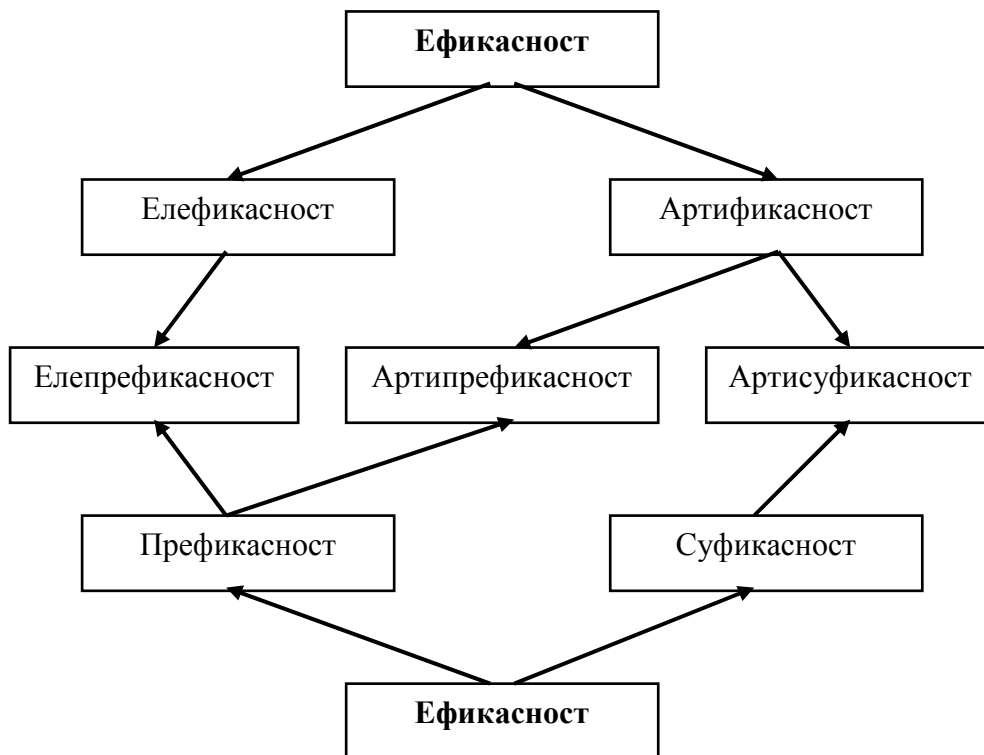 Ефикасност
Елефикасност
Артификасност
Елепрефикасност
Артипрефикасност
Артисуфикасност
Префикасност
Суфикасност
Ефикасност